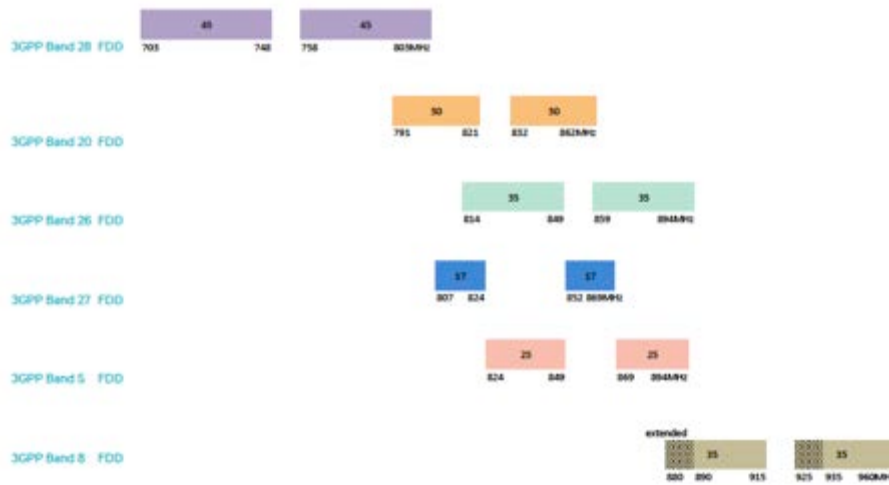 45 45
3GPP Band 28 FDD 703 748 758 803MHz
30 30
3GPP Band 20 FDD 791 821 832 862MHz
35 35
3GPP Band 26 FDD 814 849 859 894MHz
17 17
3GPP Band 27 FDD 807 824 852 869MHz
25 25
3GPP Band 5 FDD 824 849 869 894MHz
extended
35 35
3GPP Band 8 FDD 880 890 915 925 935 960MH